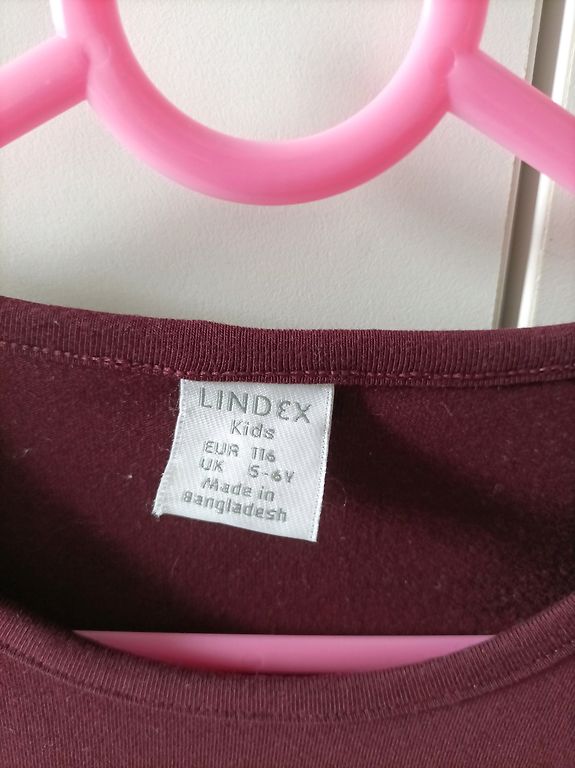 LINDEX
Kids
EUR 116
UK 5-6Y
Made in
Bangladesh